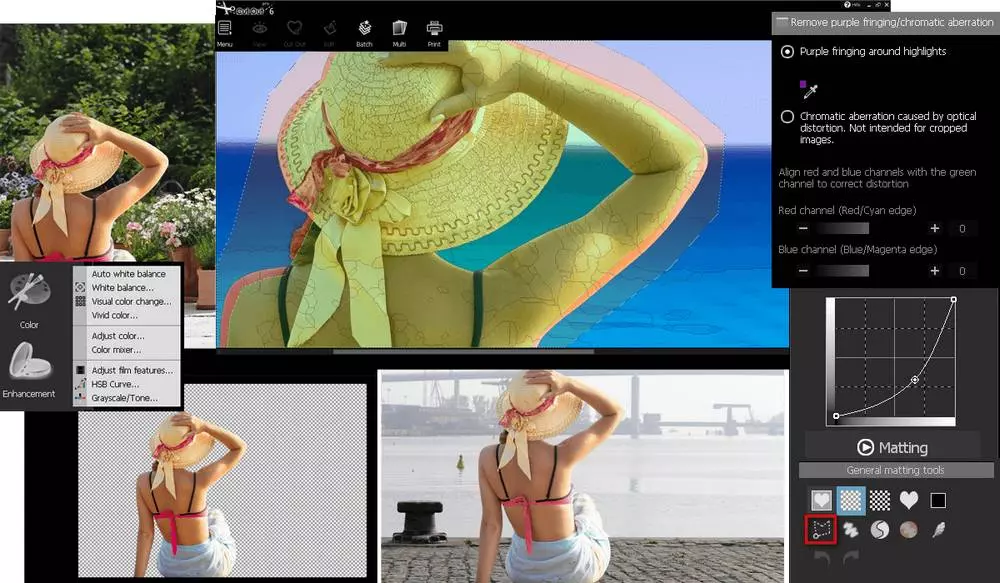 Cut Out 6
Help
Menu
View
Cut Out
Edit
Batch
Multi
Print
Remove purple fringing/chromatic aberration
Purple fringing around highlights
Chromatic aberration caused by optical
distortion. Not intended for cropped
images.
Align red and blue channels with the green
channel to correct distortion
Red channel (Red/Cyan edge)
0
Blue channel (Blue/Magenta edge)
0
Color
Enhancement
Auto white balance
White balance...
Visual color change...
Vivid color...
Adjust color...
Color mixer...
Adjust film features...
HSB Curve...
Grayscale/Tone...
Matting
General matting tools